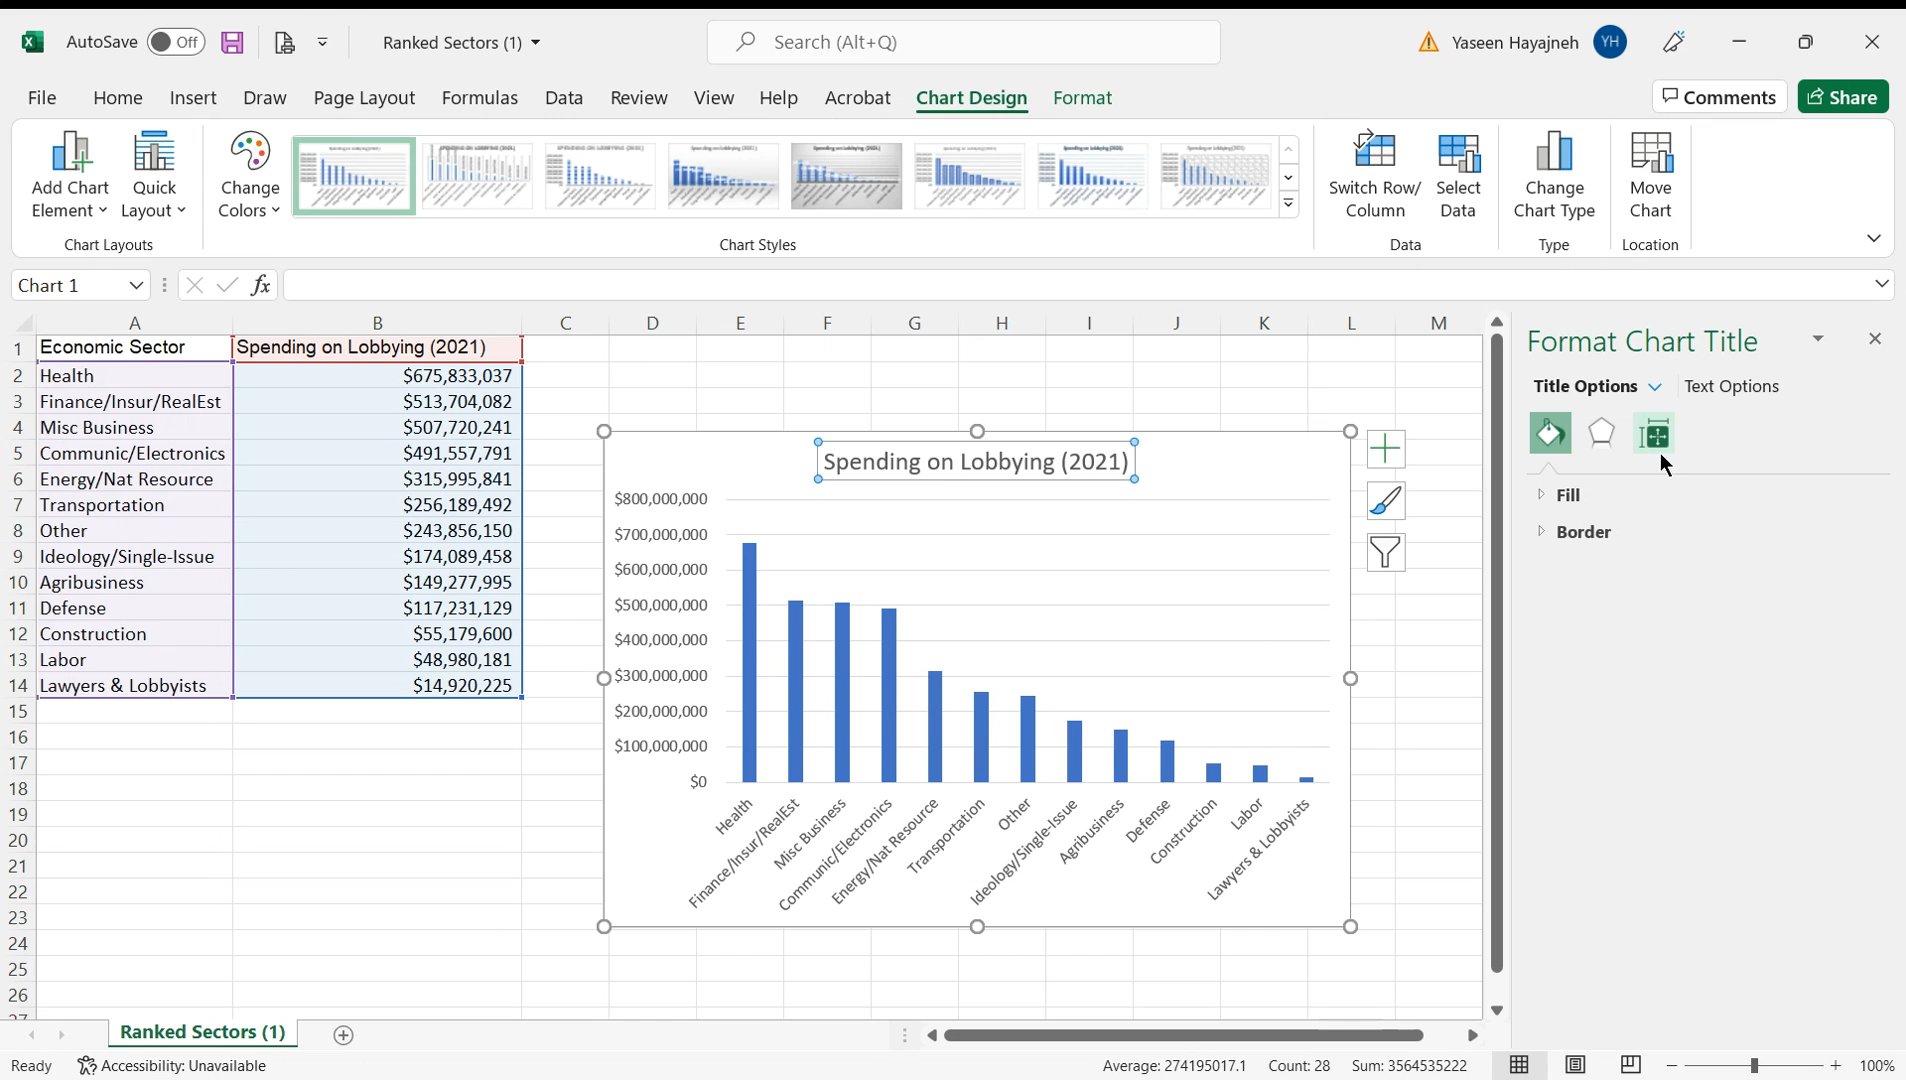 AutoSave Off Ranked Sectors (1) Search (Alt+Q) Yaseen Hayajneh YH
File Home Insert Draw Page Layout Formulas Data Review View Help Acrobat Chart Design Format Comments Share
Add Chart Element
Quick Layout
Change Colors
Switch Row/ Column
Select Data
Change Chart Type
Move Chart
Chart Layouts Chart Styles Data Type Location
Chart 1 fx
A B C D E F G H I J K L M
1 Economic Sector Spending on Lobbying (2021)
2 Health $675,833,037
3 Finance/Insur/RealEst $513,704,082
4 Misc Business $507,720,241
5 Communic/Electronics $491,557,791
6 Energy/Nat Resource $315,995,841
7 Transportation $256,189,492
8 Other $243,856,150
9 Ideology/Single-Issue $174,089,458
10 Agribusiness $149,277,995
11 Defense $117,231,129
12 Construction $55,179,600
13 Labor $48,980,181
14 Lawyers & Lobbyists $14,920,225
15
16
17
18
19
20
21
22
23
24
25
26
27
Spending on Lobbying (2021)
$800,000,000
$700,000,000
$600,000,000
$500,000,000
$400,000,000
$300,000,000
$200,000,000
$100,000,000
$0
Health
Finance/Insur/RealEst
Misc Business
Communic/Electronics
Energy/Nat Resource
Transportation
Other
Ideology/Single-Issue
Agribusiness
Defense
Construction
Labor
Lawyers & Lobbyists
Format Chart Title
Title Options Text Options
Fill
Border
Ranked Sectors (1)
Ready Accessibility: Unavailable Average: 274195017.1 Count: 28 Sum: 3564535222 100%